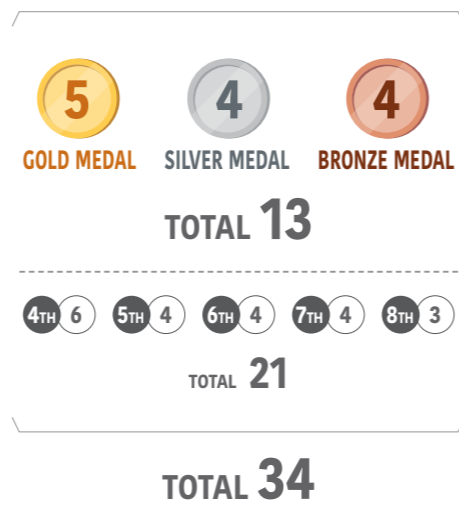 5 4 4
GOLD MEDAL SILVER MEDAL BRONZE MEDAL
TOTAL 13
4TH 6 5TH 4 6TH 4 7TH 4 8TH 3
TOTAL 21
TOTAL 34